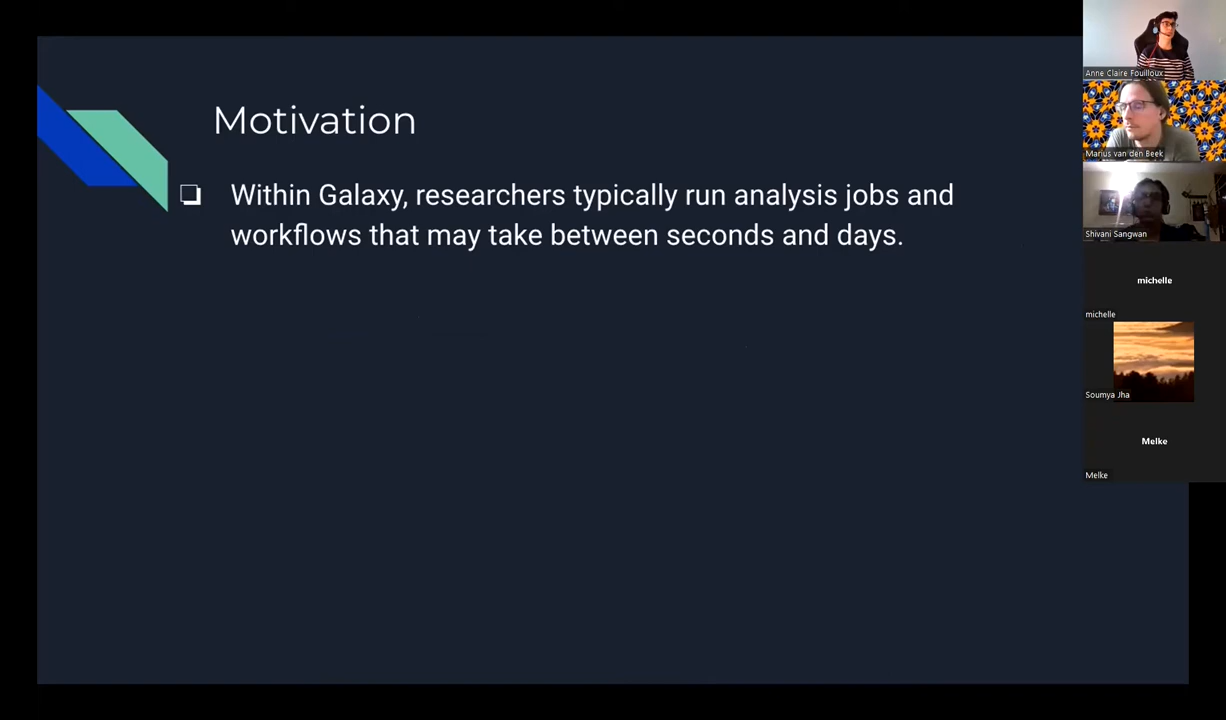 Motivation
Within Galaxy, researchers typically run analysis jobs and
workflows that may take between seconds and days.
Anne Claire Fouilloux
Marius van den Beek
Shivani Sangwan
michelle
michelle
Soumya Jha
Melke
Melke